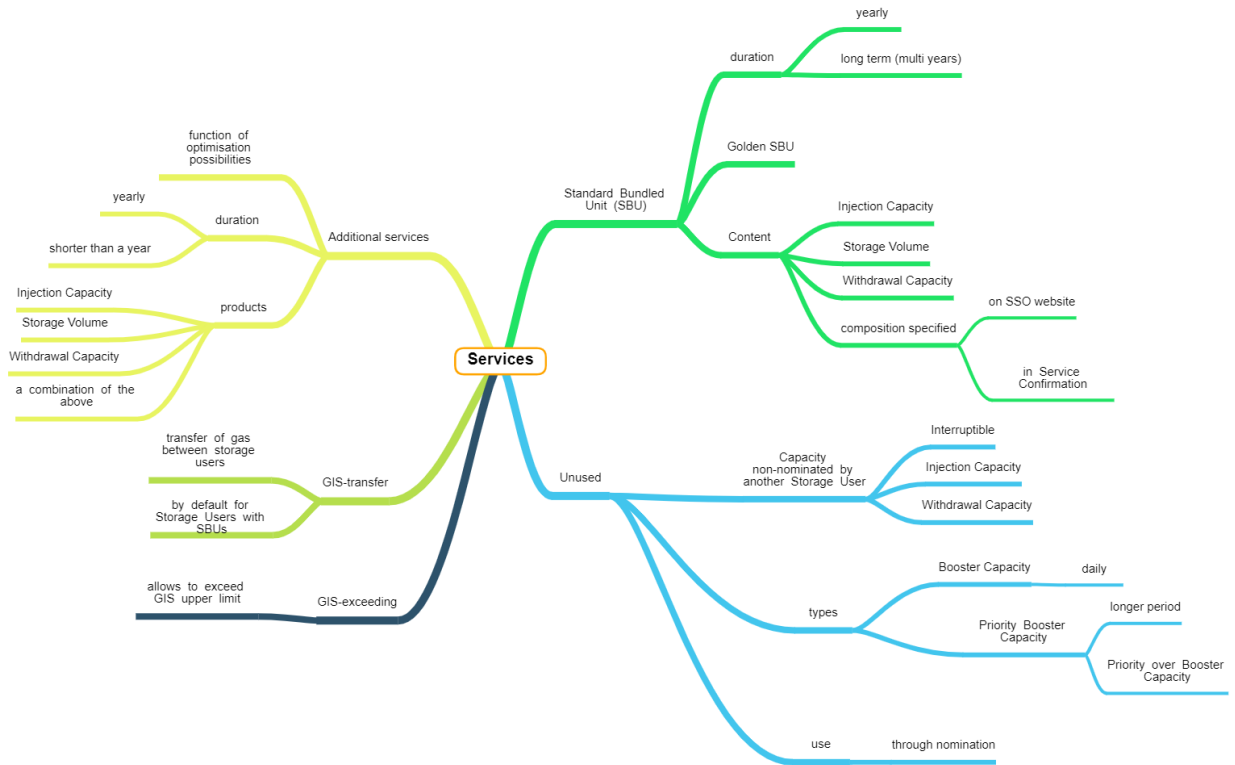 Services
Standard Bundled
Unit (SBU)
duration
yearly
long term (multi years)
Golden SBU
Content
Injection Capacity
Storage Volume
Withdrawal Capacity
composition specified
on SSO website
in Service
Confirmation
Unused
Capacity
non-nominated by
another Storage User
Interruptible
Injection Capacity
Withdrawal Capacity
types
Booster Capacity
daily
Priority Booster
Capacity
longer period
Priority over Booster
Capacity
use
through nomination
Additional services
function of
optimisation
possibilities
duration
yearly
shorter than a year
products
Injection Capacity
Storage Volume
Withdrawal Capacity
a combination of the
above
GIS-transfer
transfer of gas
between storage
users
by default for
Storage Users with
SBUs
GIS-exceeding
allows to exceed
GIS upper limit